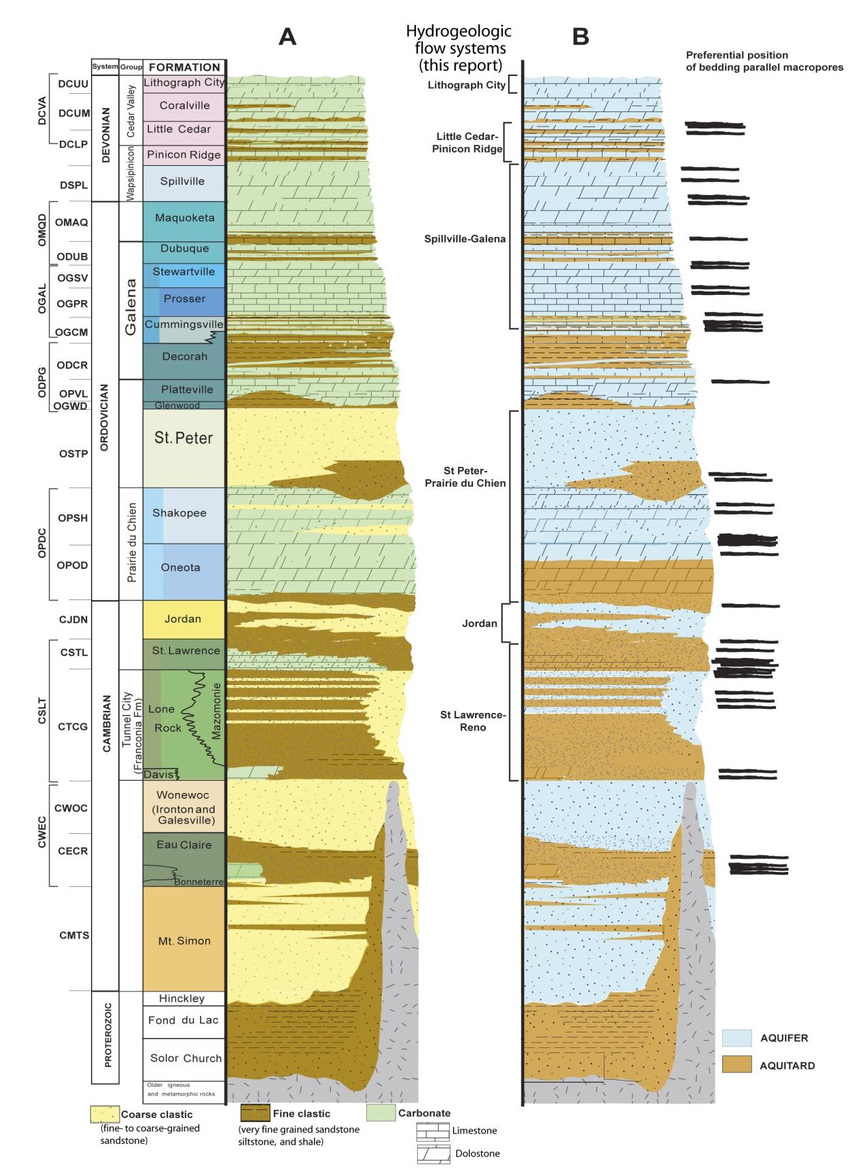 A
Hydrogeologic
flow systems
(this report)
B
Preferential position
of bedding parallel macropores
System
Group
FORMATION
DCVA
DCUU
DCUM
DCLP
DSPL
OMQD
OMAQ
ODUB
OGAL
OGSV
OGPR
OGCM
ODPG
ODCR
OPVL
OGWD
OSTP
OPDC
OPSH
OPOD
CJDN
CSLT
CSTL
CTCG
CWEC
CWOC
CECR
CMTS
DEVONIAN
ORDOVICIAN
CAMBRIAN
PROTEROZOIC
Cedar Valley
Wapsipinicon
Galena
Prairie du Chien
Tunnel City
(Franconia Fm)
Lithograph City
Coralville
Little Cedar
Pinicon Ridge
Spillville
Maquoketa
Dubuque
Stewartville
Prosser
Cummingsville
Decorah
Platteville
Glenwood
St. Peter
Shakopee
Oneota
Jordan
St. Lawrence
Lone
Rock
Mazomonie
Davis
Wonewoc
(Ironton and
Galesville)
Eau Claire
Bonneterre
Mt. Simon
Hinckley
Fond du Lac
Solor Church
Older igneous
and metamorphic rocks
Lithograph City
Little Cedar-
Pinicon Ridge
Spillville-Galena
St Peter-
Prairie du Chien
Jordan
St Lawrence-
Reno
AQUIFER
AQUITARD
Coarse clastic
(fine- to coarse-grained
sandstone)
Fine clastic
(very fine grained sandstone
siltstone, and shale)
Carbonate
Limestone
Dolostone